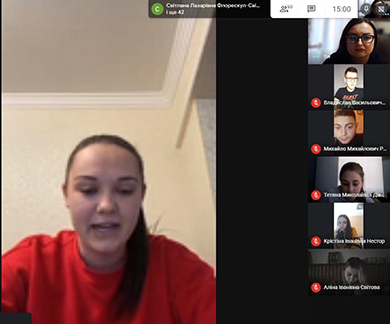 С
Світлана Лазарівна Флорескул-Сві...
і ще 42
15:00
Владислав Васильович...
Михайло Михайлович Р...
Тетяна Миколаївна Д...
Крістіна Іванівна Нестор
Аліна Іванівна Світова